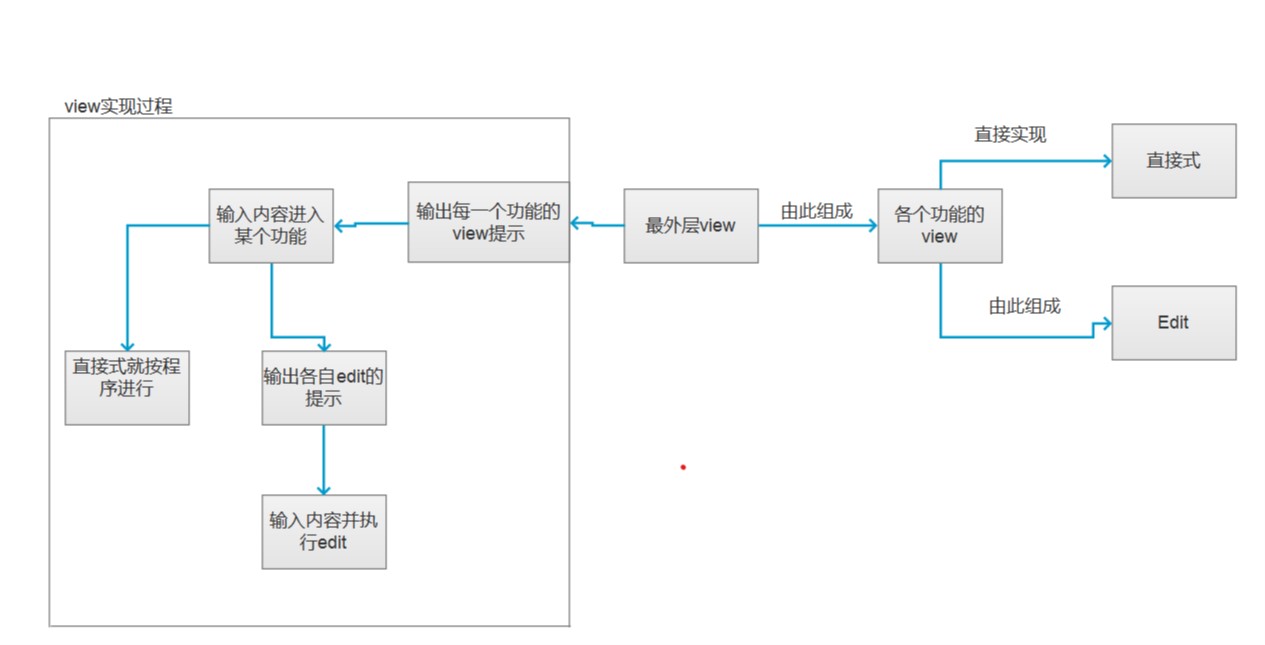 view实现过程
直接实现
直接式
输入内容进入
某个功能
输出每一个功能的
view提示
最外层view
由此组成
各个功能的
view
由此组成
Edit
直接式就按程
序进行
输出各自edit的
提示
输入内容并执
行edit